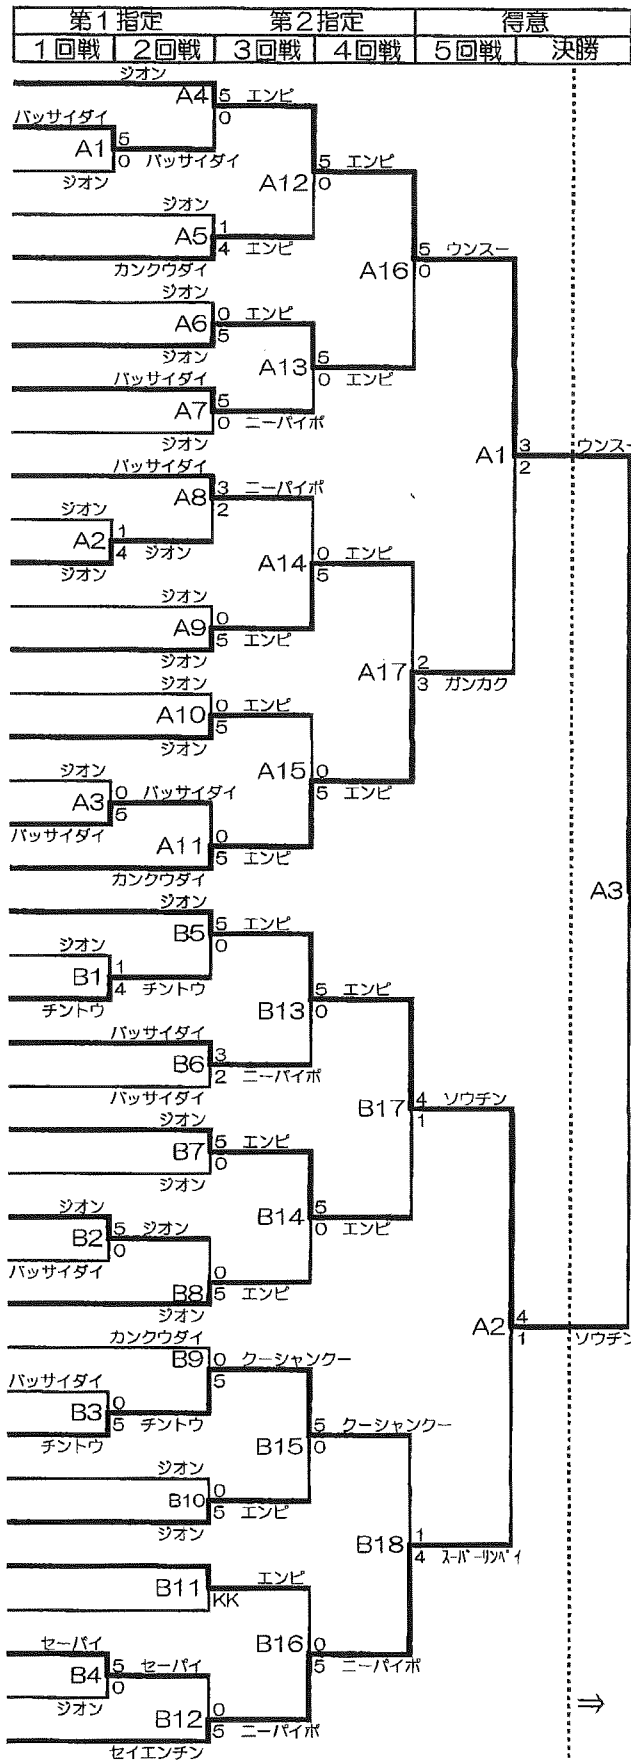 第１指定 第２指定 得意
１回戦 ２回戦 ３回戦 ４回戦 ５回戦 決勝
ジオン
A4 5 エンピ
0
バッサイダイ
A1 5
0 バッサイダイ
ジオン
A12 5 エンピ
0
ジオン
A5 1
4 エンピ
カンクウダイ
A16 5 ウンスー
0
ジオン
A6 0 エンピ
5
ジオン
A13 5
0 エンピ
バッサイダイ
A7 5
0 ニーパイポ
ジオン
A1 3 ウンスー
2
バッサイダイ
A8 3 ニーパイポ
2
ジオン
A2 1
4 ジオン
ジオン
A14 0 エンピ
5
ジオン
A9 0
5 エンピ
ジオン
A17 2
3 ガンカク
ジオン
A10 0 エンピ
5
ジオン
A15 0
5 エンピ
ジオン
A3 0 バッサイダイ
5
バッサイダイ
A11 0
5 エンピ
カンクウダイ
A3
ジオン
B5 5 エンピ
0
ジオン
B1 1
4 チントウ
チントウ
B13 5 エンピ
0
バッサイダイ
B6 3
2 ニーパイポ
バッサイダイ
B17 4 ソウチン
1
ジオン
B7 5 エンピ
0
ジオン
B14 5
0 エンピ
ジオン
B2 5 ジオン
0
バッサイダイ
B8 0
5 エンピ
ジオン
A2 4
1 ソウチン
カンクウダイ
B9 0 クーシャンクー
5
バッサイダイ
B3 0
5 チントウ
チントウ
B15 5 クーシャンクー
0
ジオン
B10 0
5 エンピ
ジオン
B18 1
4 スーパーリンペイ
B11 エンピ
KK
B16 0
5 ニーパイポ
セーパイ
B4 5 セーパイ
0
ジオン
B12 0
5 ニーパイポ
セイエンチン
⇒